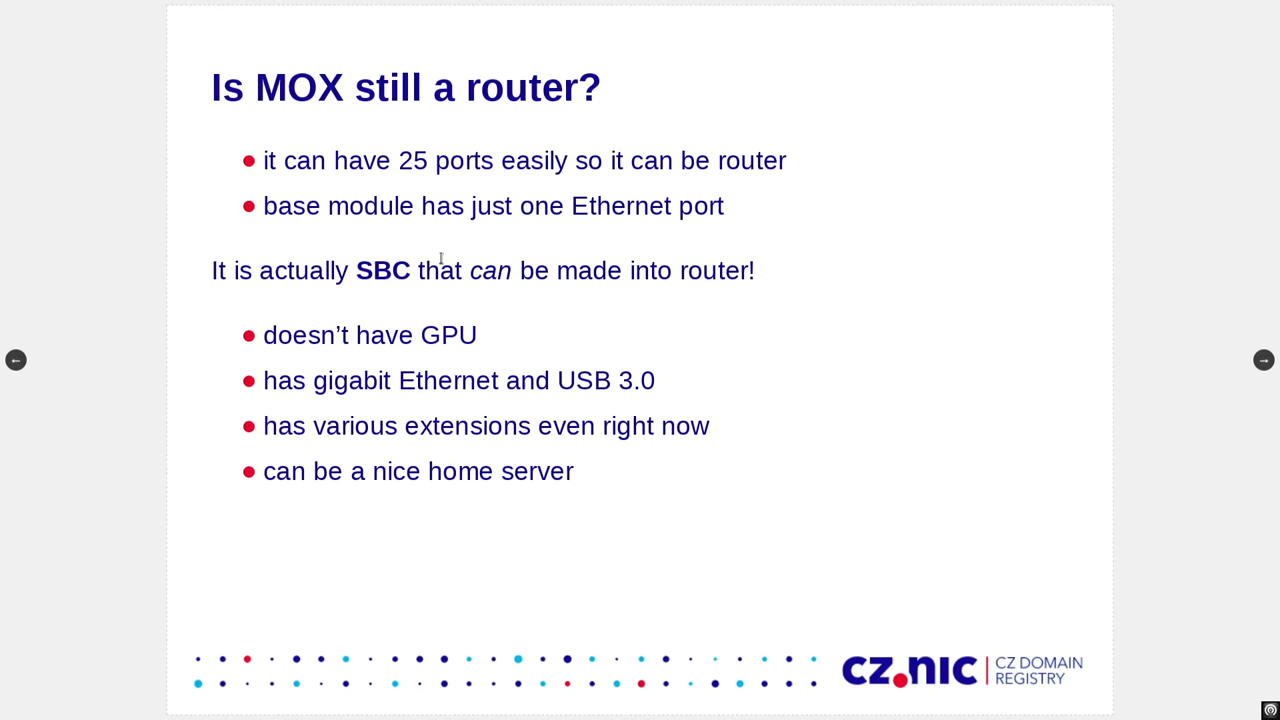 Is MOX still a router?
it can have 25 ports easily so it can be router
base module has just one Ethernet port
It is actually SBC that can be made into router!
doesn’t have GPU
has gigabit Ethernet and USB 3.0
has various extensions even right now
can be a nice home server
cz.nic
CZ DOMAIN
REGISTRY